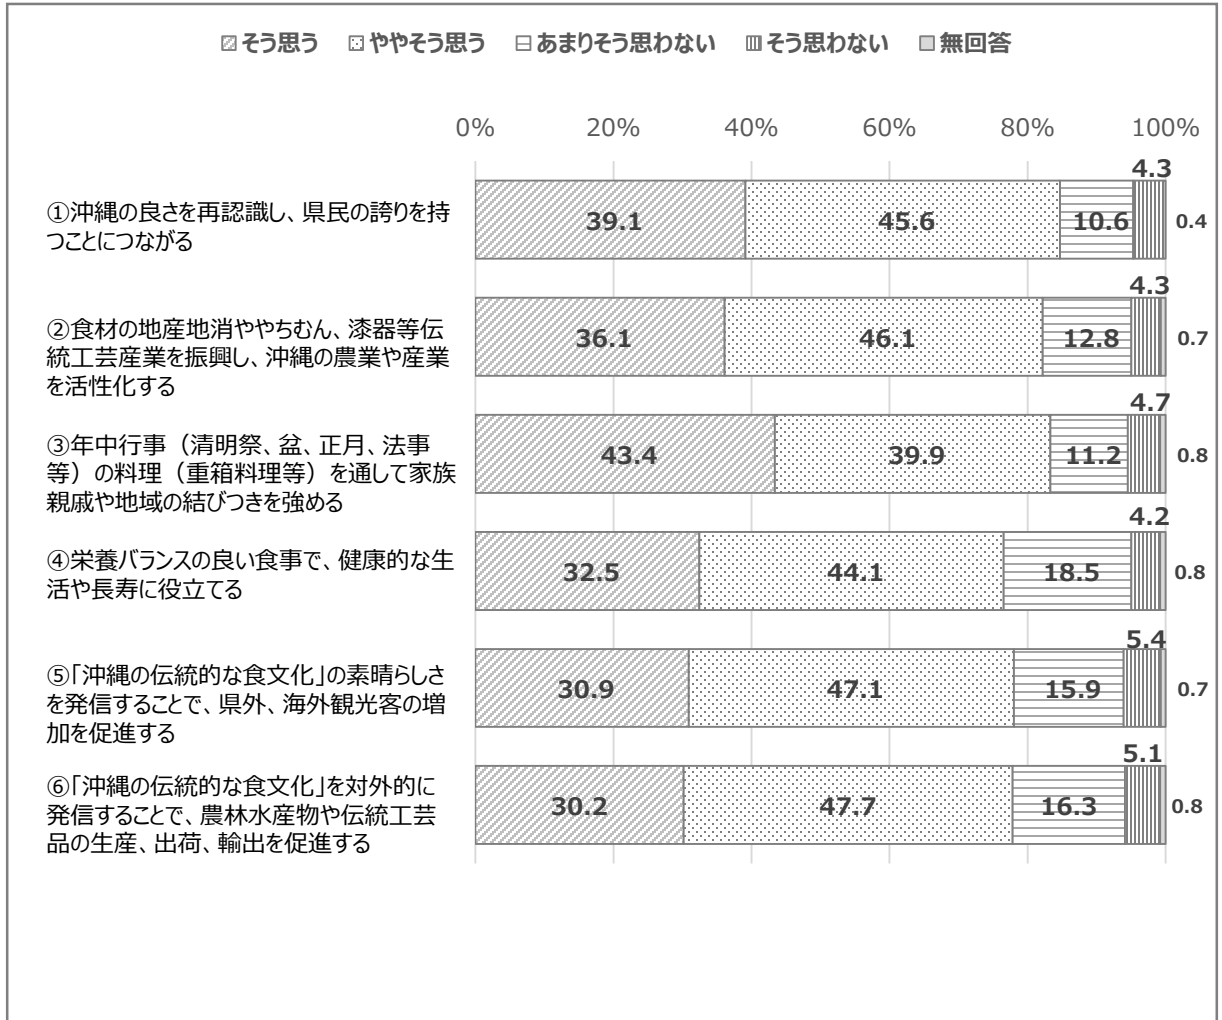 そう思う ややそう思う あまりそう思わない そう思わない 無回答
0% 20% 40% 60% 80% 100%
①沖縄の良さを再認識し、県民の誇りを持
つことにつながる
39.1 45.6 10.6 4.3 0.4
②食材の地産地消ややちむん、漆器等伝
統工芸産業を振興し、沖縄の農業や産業
を活性化する
36.1 46.1 12.8 4.3 0.7
③年中行事（清明祭、盆、正月、法事
等）の料理（重箱料理等）を通して家族
親戚や地域の結びつきを強める
43.4 39.9 11.2 4.7 0.8
④栄養バランスの良い食事で、健康的な生
活や長寿に役立てる
32.5 44.1 18.5 4.2 0.8
⑤「沖縄の伝統的な食文化」の素晴らしさ
を発信することで、県外、海外観光客の増
加を促進する
30.9 47.1 15.9 5.4 0.7
⑥「沖縄の伝統的な食文化」を対外的に
発信することで、農林水産物や伝統工芸
品の生産、出荷、輸出を促進する
30.2 47.7 16.3 5.1 0.8